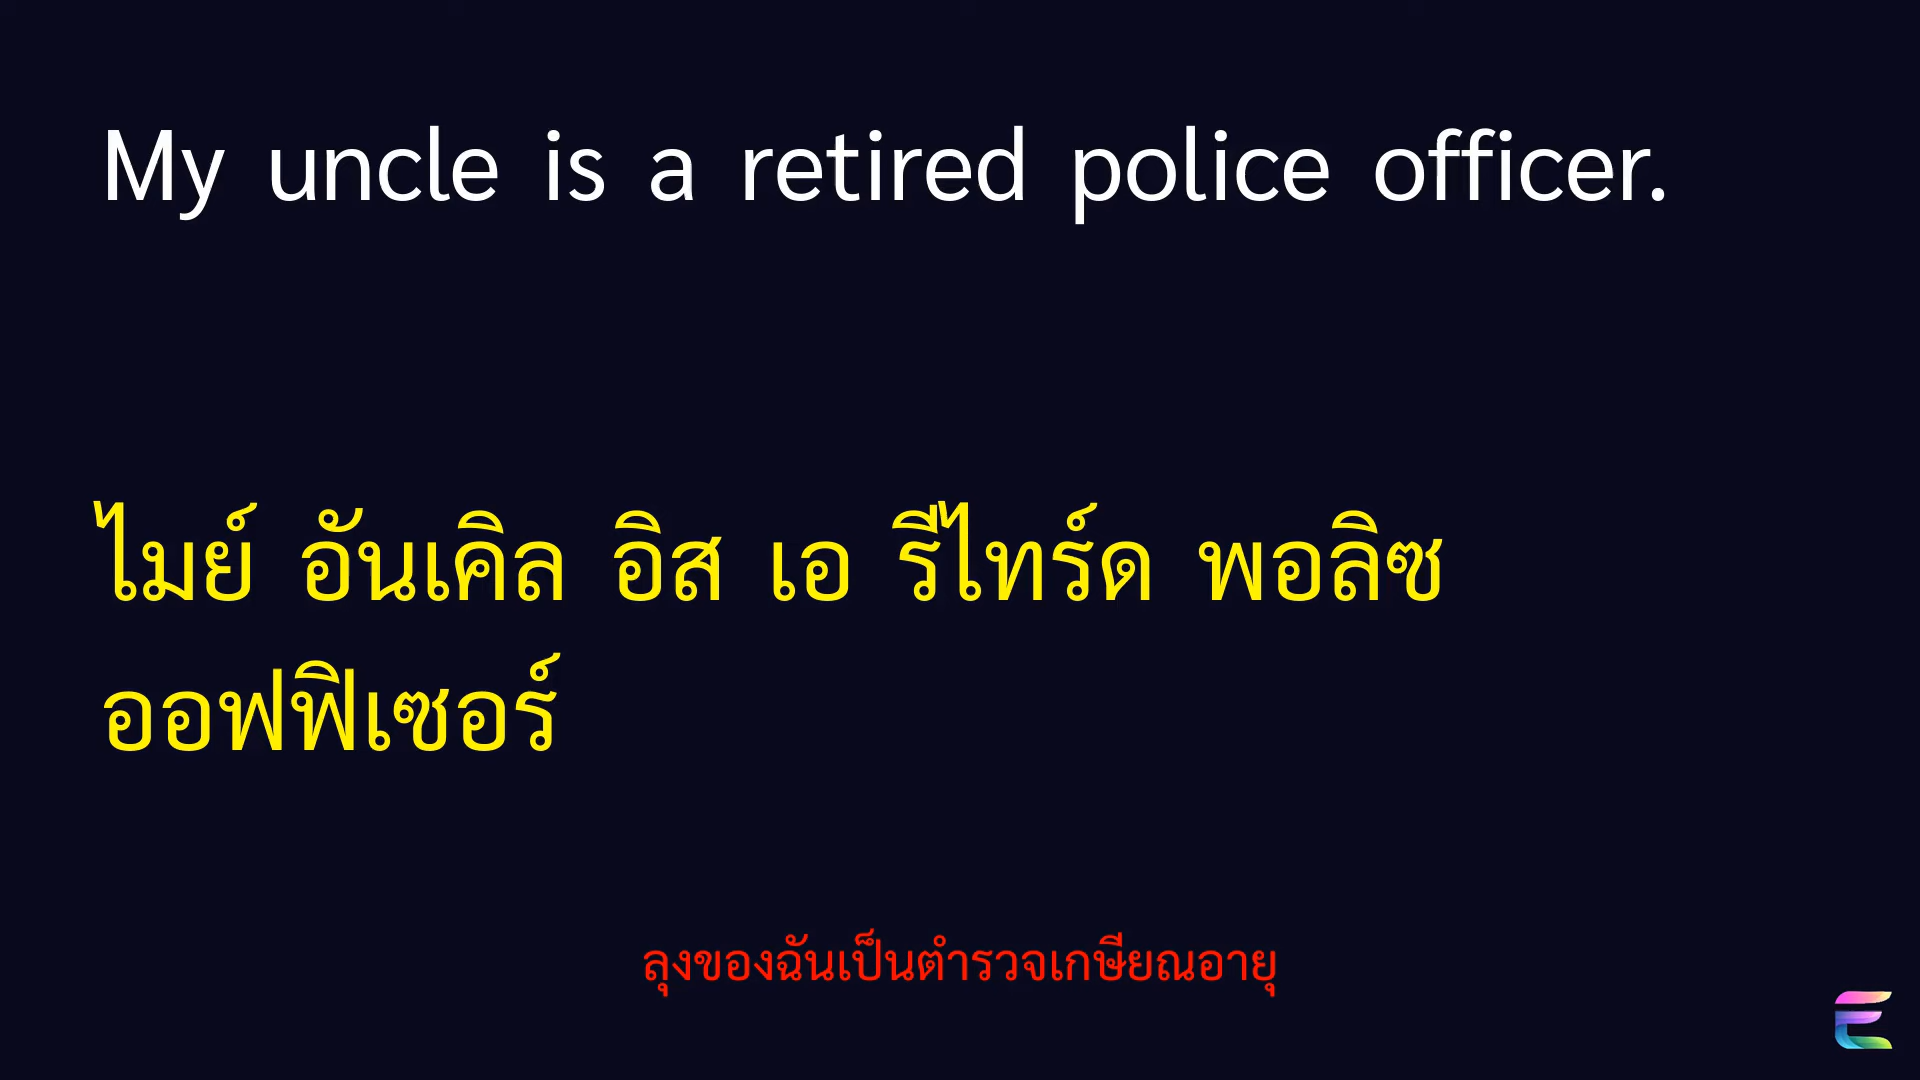 My uncle is a retired police officer.
ไมย์ อันเคิล อิส เอ รีไทร์ด พอลิซ
ออฟฟิเซอร์
ลุงของฉันเป็นตำรวจเกษียณอายุ